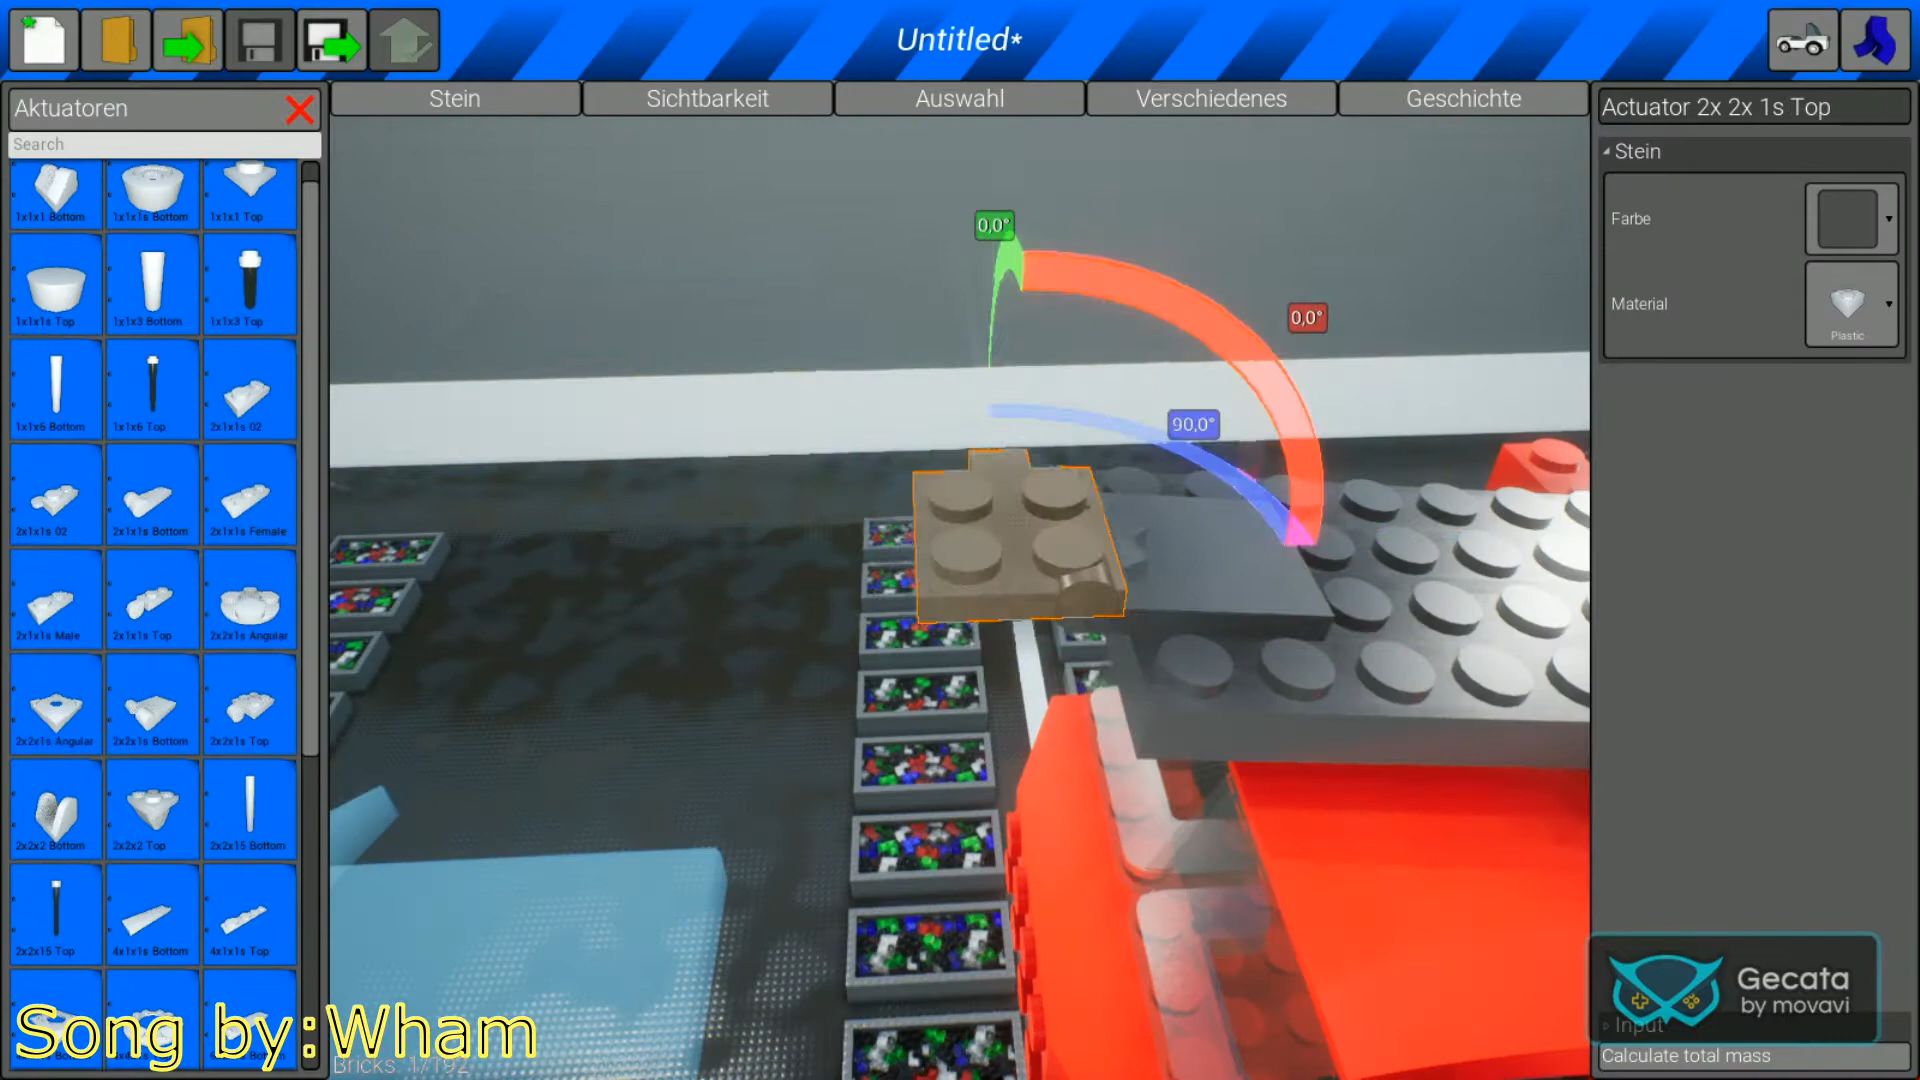 Untitled*
Aktuatoren
Search
Stein
Sichtbarkeit
Auswahl
Verschiedenes
Geschichte
Actuator 2x 2x 1s Top
Stein
Farbe
Material
Plastic
0,0°
0,0°
90,0°
1x1x1 Bottom
1x1x1s Bottom
1x1x1 Top
1x1x1s Top
1x1x3 Bottom
1x1x3 Top
1x1x6 Bottom
1x1x6 Top
2x1x1s 02
2x1x1s 02
2x1x1s Bottom
2x1x1s Female
2x1x1s Male
2x1x1s Top
2x2x1s Angular
2x2x1s Angular
2x2x1s Bottom
2x2x1s Top
2x2x2 Bottom
2x2x2 Top
2x2x15 Bottom
2x2x15 Top
4x1x1s Bottom
4x1x1s Top
Song by:Wham
Bricks: 1/192
Gecata
by movavi
Input
Calculate total mass